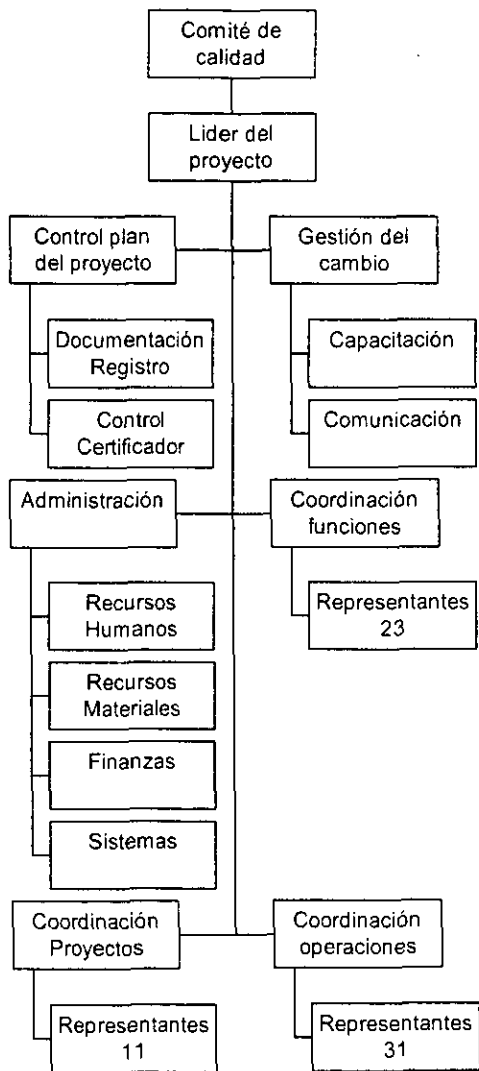 Comité de
calidad
Lider del
proyecto
Control plan
del proyecto
Gestión del
cambio
Documentación
Registro
Capacitación
Control
Certificador
Comunicación
Administración
Coordinación
funciones
Recursos
Humanos
Representantes
23
Recursos
Materiales
Finanzas
Sistemas
Coordinación
Proyectos
Coordinación
operaciones
Representantes
11
Representantes
31